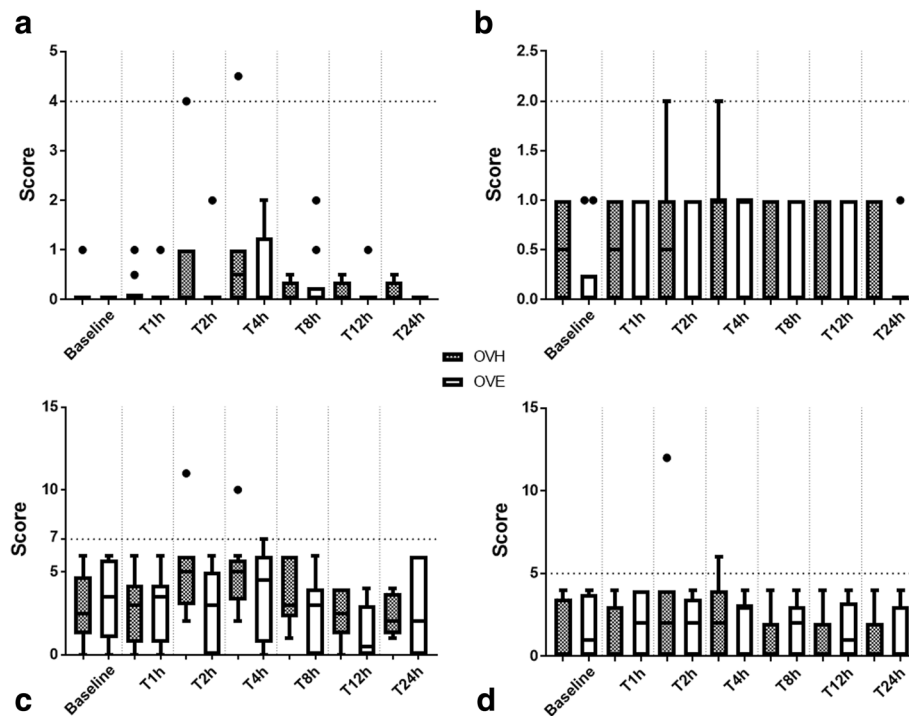 a
5
4
3
2
1
0
Score
Baseline
T1h
T2h
T4h
T8h
T12h
T24h
b
2.5
2.0
1.5
1.0
0.5
0.0
Score
Baseline
T1h
T2h
T4h
T8h
T12h
T24h
OVH
OVE
15
10
7
5
0
Score
Baseline
T1h
T2h
T4h
T8h
T12h
T24h
c
15
10
5
0
Score
Baseline
T1h
T2h
T4h
T8h
T12h
T24h
d